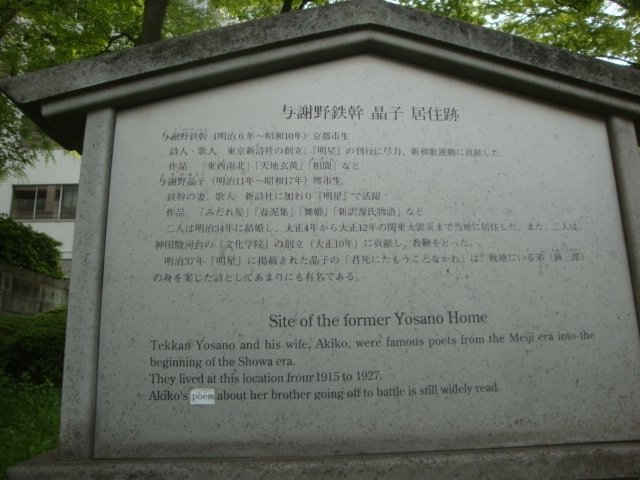 与謝野鉄幹 晶子 居住跡
与謝野鉄幹（明治6年～昭和10年）京都市生
詩人・歌人 東京新詩社の創立、『明星』の刊行に尽力、新和歌運動に貢献した。
作品 「東西南北」「天地玄黄」「相聞」など
与謝野晶子（明治11年～昭和17年）堺市生
鉄幹の妻、歌人 新詩社に加わり『明星』で活躍
作品 「みだれ髪」「春泥集」「舞姫」「新訳源氏物語」など
二人は明治34年に結婚し、大正4年から大正12年の関東大震災まで当地に居住した。また、二人は、
神田駿河台の「文化学院」の創立（大正10年）に貢献し、教鞭をとった。
明治37年『明星』に掲載された晶子の「君死にたもうことなかれ」は、戦地にいる弟（籌三郎）
の身を案じた詩としてあまりにも有名である。
Site of the former Yosano Home
Tekkan Yosano and his wife, Akiko, were famous poets from the Meiji era into the
beginning of the Showa era.
They lived at this location from 1915 to 1927.
Akiko's poem about her brother going off to battle is still widely read.